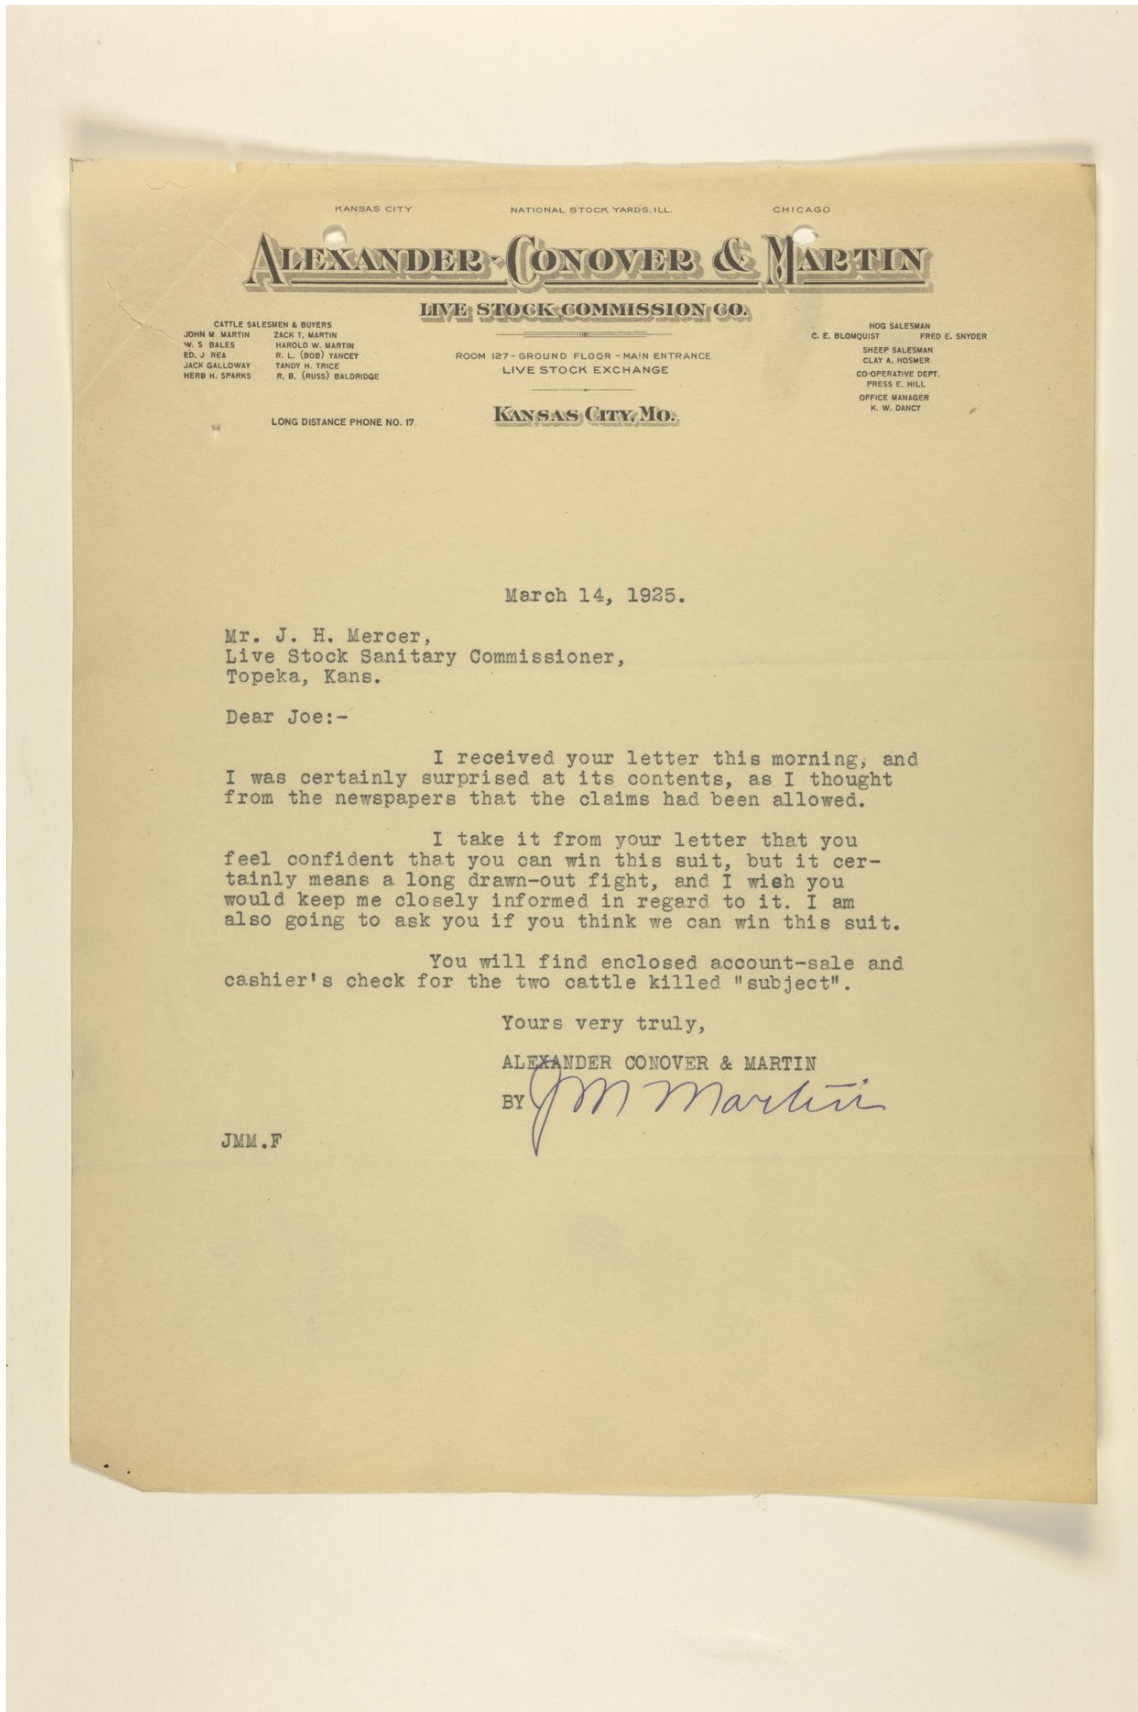 KANSAS CITY NATIONAL STOCK YARDS, ILL. CHICAGO
ALEXANDER-CONOVER & MARTIN
LIVE STOCK COMMISSION CO.
CATTLE SALESMEN & BUYERS
JOHN M. MARTIN ZACK T. MARTIN
W. S. BALES HAROLD W. MARTIN
ED. J. REA R. L. (BOB) YANCEY
JACK GALLOWAY TANDY H. TRICE
HERB H. SPARKS R. B. (RUSS) BALDRIDGE
LONG DISTANCE PHONE NO. 17
ROOM 127-GROUND FLOOR-MAIN ENTRANCE
LIVE STOCK EXCHANGE
KANSAS CITY, MO.
HOG SALESMAN
C. E. BLOMQUIST FRED E. SNYDER
SHEEP SALESMAN
CLAY A. HOSMER
CO-OPERATIVE DEPT.
PRESS E. HILL
OFFICE MANAGER
K. W. DANCY
March 14, 1925.
Mr. J. H. Mercer,
Live Stock Sanitary Commissioner,
Topeka, Kans.
Dear Joe:-
I received your letter this morning, and
I was certainly surprised at its contents, as I thought
from the newspapers that the claims had been allowed.
I take it from your letter that you
feel confident that you can win this suit, but it cer-
tainly means a long drawn-out fight, and I wish you
would keep me closely informed in regard to it. I am
also going to ask you if you think we can win this suit.
You will find enclosed account-sale and
cashier's check for the two cattle killed "subject".
Yours very truly,
ALEXANDER CONOVER & MARTIN
BY J M Martin
JMM.F